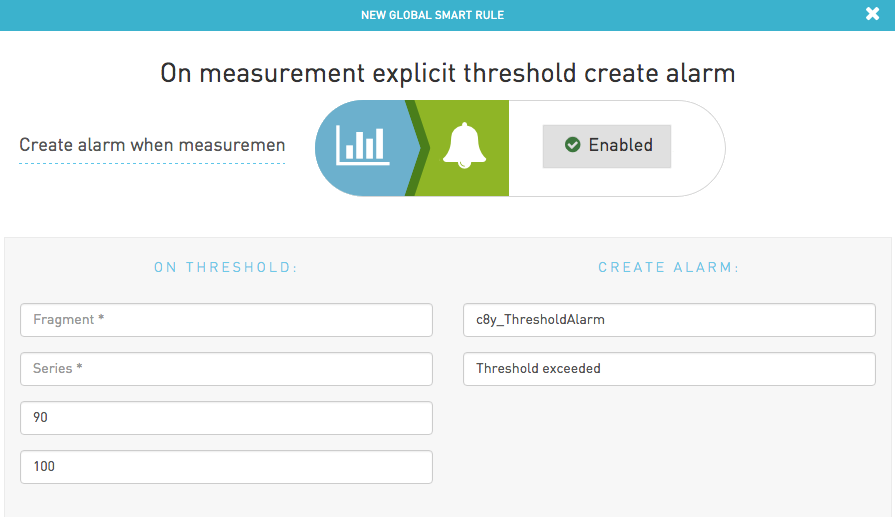 NEW GLOBAL SMART RULE
On measurement explicit threshold create alarm
Create alarm when measuremen
Enabled
ON THRESHOLD:
CREATE ALARM:
Fragment *
c8y_ThresholdAlarm
Series *
Threshold exceeded
90
100